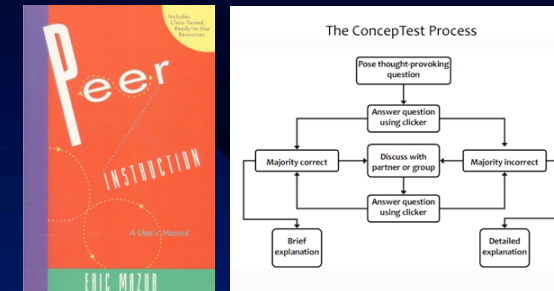 Includes
Class-Tested,
Ready-to-Use
Resources
Peer
INSTRUCTION
A User's Manual
ERIC MAZUR
The ConcepTest Process
Pose thought-provoking
question
Answer question
using clicker
Majority correct
Discuss with
partner or group
Majority incorrect
Answer question
using clicker
Brief
explanation
Detailed
explanation